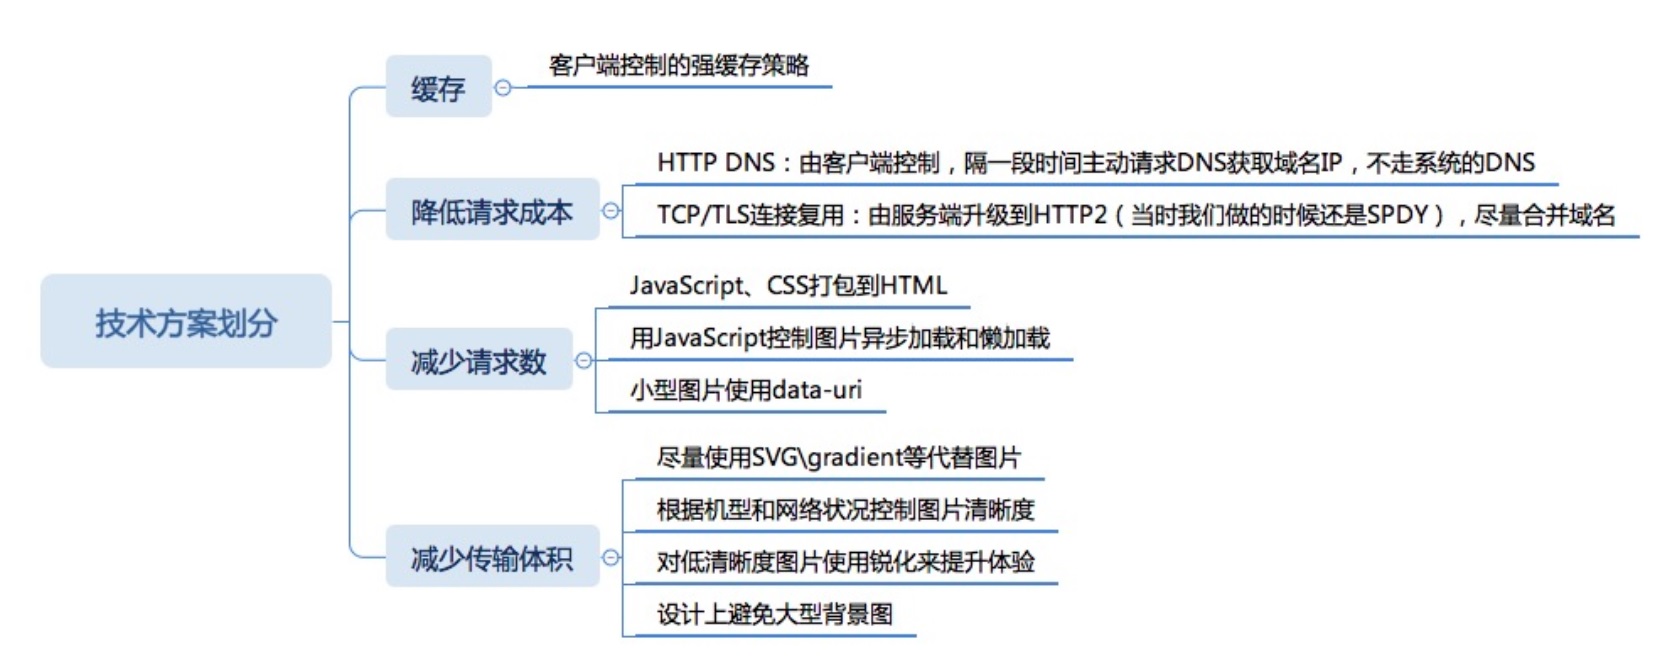 技术方案划分
缓存
客户端控制的强缓存策略
降低请求成本
HTTP DNS：由客户端控制，隔一段时间主动请求DNS获取域名IP，不走系统的DNS
TCP/TLS连接复用：由服务端升级到HTTP2（当时我们做的时候还是SPDY），尽量合并域名
减少请求数
JavaScript、CSS打包到HTML
用JavaScript控制图片异步加载和懒加载
小型图片使用data-uri
减少传输体积
尽量使用SVG\gradient等代替图片
根据机型和网络状况控制图片清晰度
对低清晰度图片使用锐化来提升体验
设计上避免大型背景图